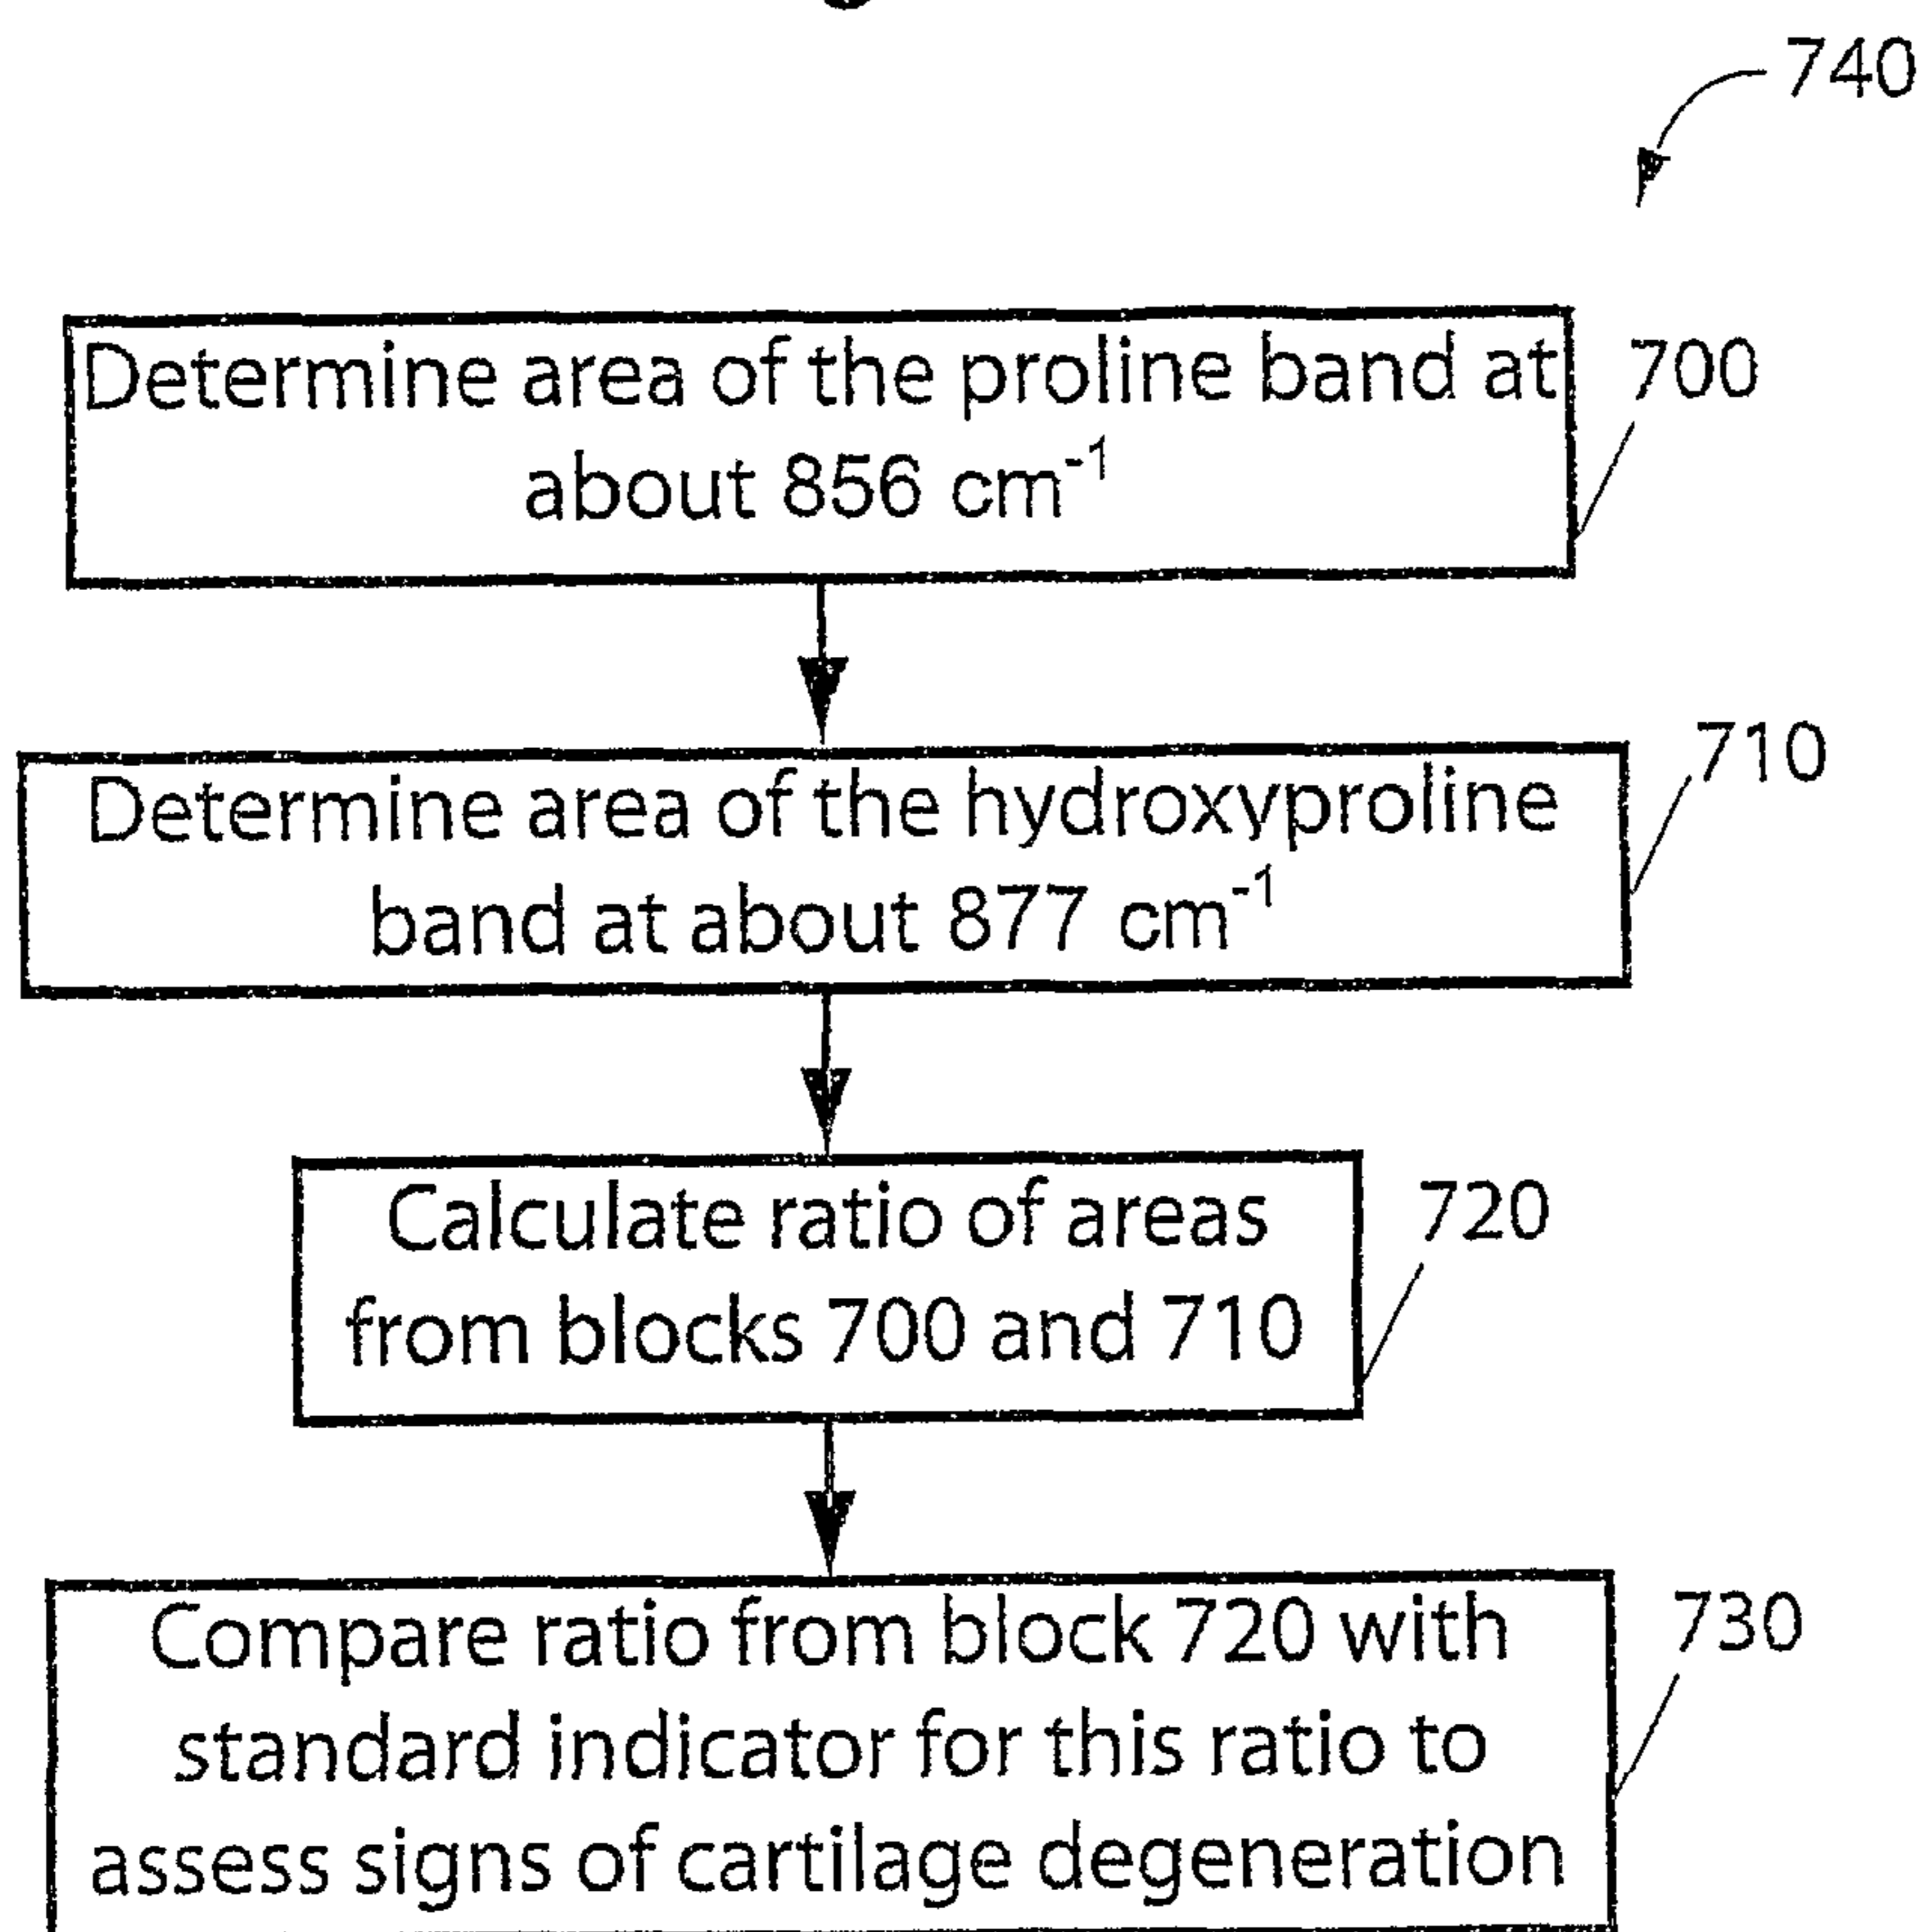 740
Determine area of the proline band at
about 856 cm⁻¹
700
Determine area of the hydroxyproline
band at about 877 cm⁻¹
710
Calculate ratio of areas
from blocks 700 and 710
720
Compare ratio from block 720 with
standard indicator for this ratio to
assess signs of cartilage degeneration
730